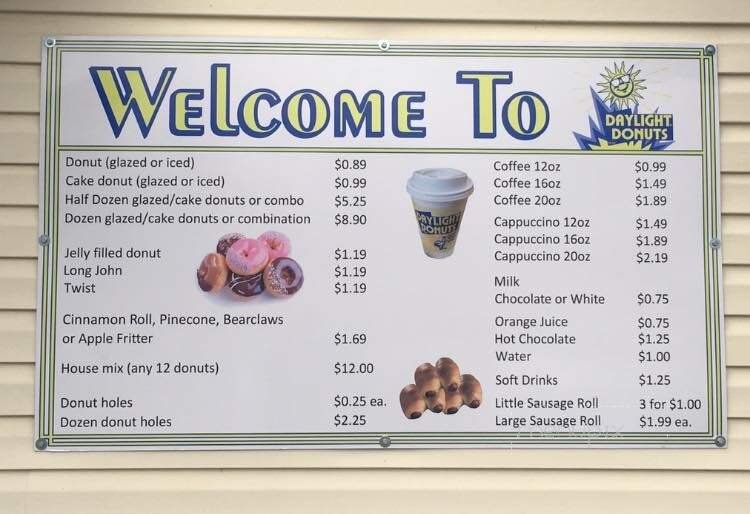 WELCOME TO
DAYLIGHT
DONUTS
Donut (glazed or iced) $0.89
Cake donut (glazed or iced) $0.99
Half Dozen glazed/cake donuts or combo $5.25
Dozen glazed/cake donuts or combination $8.90
Jelly filled donut $1.19
Long John $1.19
Twist $1.19
Cinnamon Roll, Pinecone, Bearclaws
or Apple Fritter $1.69
House mix (any 12 donuts) $12.00
Donut holes $0.25 ea.
Dozen donut holes $2.25
DAYLIGHT
DONUTS
Coffee 12oz $0.99
Coffee 16oz $1.49
Coffee 20oz $1.89
Cappuccino 12oz $1.49
Cappuccino 16oz $1.89
Cappuccino 20oz $2.19
Milk
Chocolate or White $0.75
Orange Juice $0.75
Hot Chocolate $1.25
Water $1.00
Soft Drinks $1.25
Little Sausage Roll 3 for $1.00
Large Sausage Roll $1.99 ea.